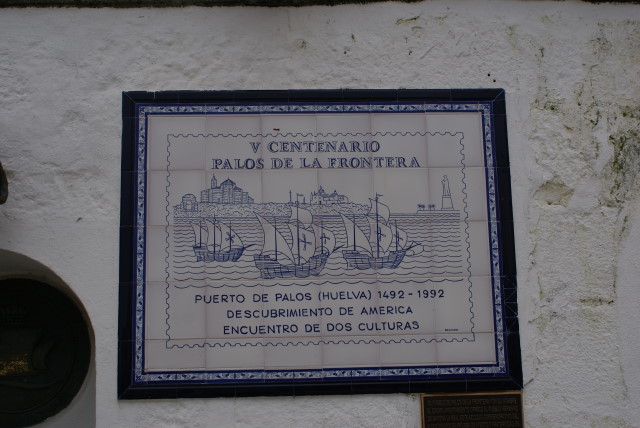 V CENTENARIO
PALOS DE LA FRONTERA
PUERTO DE PALOS (HUELVA) 1492 - 1992
DESCUBRIMIENTO DE AMERICA
ENCUENTRO DE DOS CULTURAS